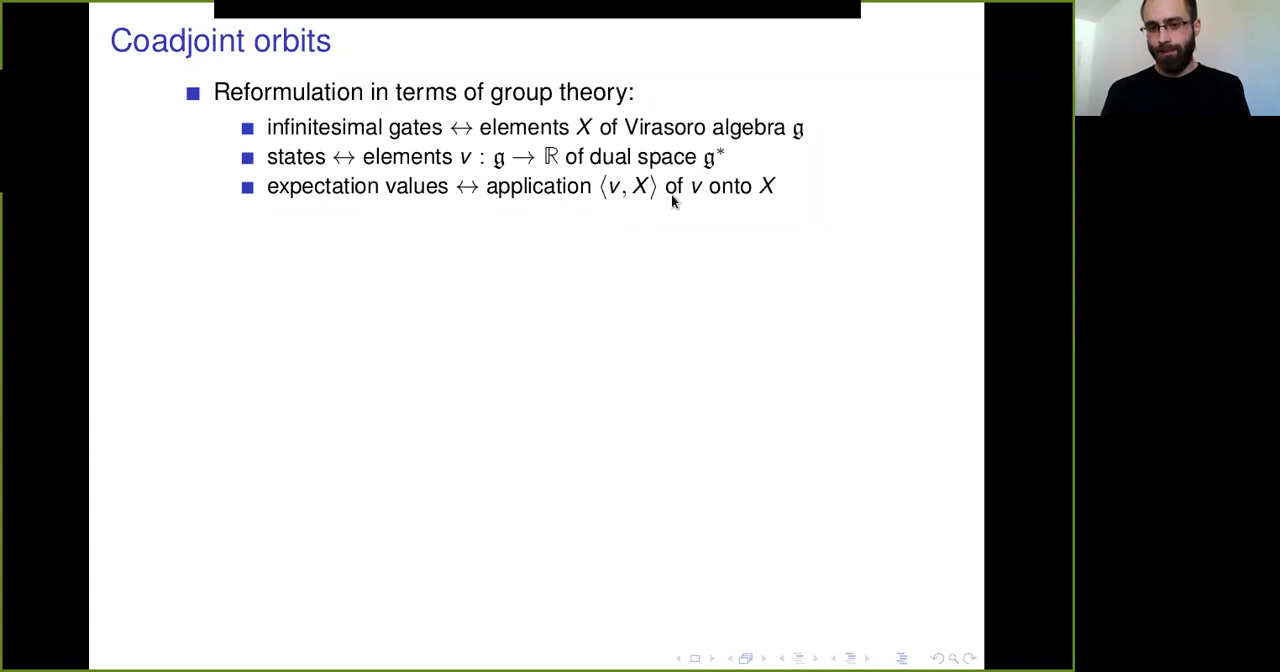 Coadjoint orbits
Reformulation in terms of group theory:
infinitesimal gates ↔ elements X of Virasoro algebra 𝔤
states ↔ elements v : 𝔤 → ℝ of dual space 𝔤*
expectation values ↔ application ⟨v, X⟩ of v onto X